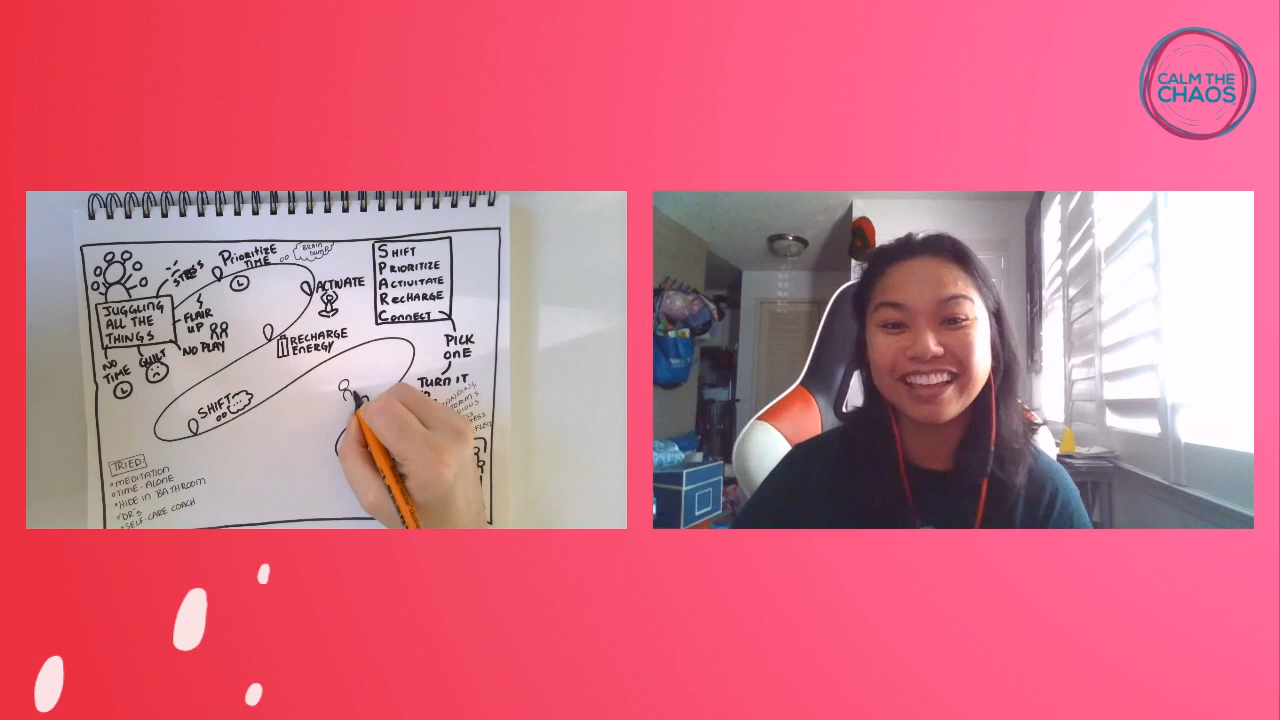 CALM THE
CHAOS
PRIORITIZE
TIME
BRAIN
DUMP
STRESS
ACTIVATE
JUGGLING
ALL THE
THINGS
FLAIR
UP
NO PLAY
NO
TIME
GUILT
RECHARGE
ENERGY
SHIFT
SHIFT
PRIORITIZE
ACTIVITATE
RECHARGE
CONNECT
PICK
ONE
TURN IT
TRIED:
MEDITATION
TIME · ALONE
HIDE IN BATHROOM
DR'S
SELF-CARE COACH